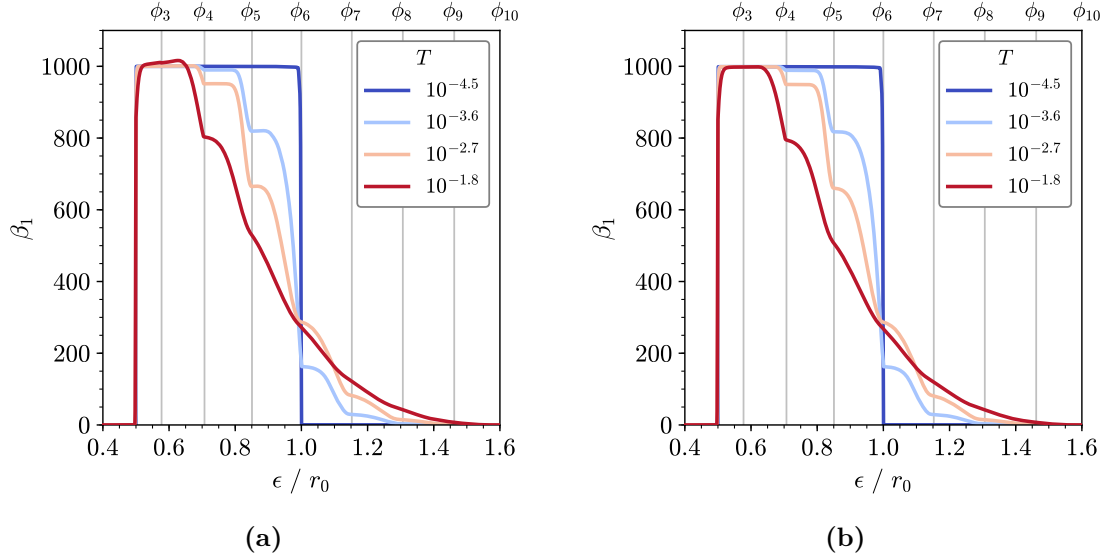 ϕ₃ ϕ₄ ϕ₅ ϕ₆ ϕ₇ ϕ₈ ϕ₉ ϕ₁₀
1000
800
600
400
200
0
β₁
T
10⁻⁴·⁵
10⁻³·⁶
10⁻²·⁷
10⁻¹·⁸
0.4 0.6 0.8 1.0 1.2 1.4 1.6
ϵ / r₀
(a)
ϕ₃ ϕ₄ ϕ₅ ϕ₆ ϕ₇ ϕ₈ ϕ₉ ϕ₁₀
1000
800
600
400
200
0
β₁
T
10⁻⁴·⁵
10⁻³·⁶
10⁻²·⁷
10⁻¹·⁸
0.4 0.6 0.8 1.0 1.2 1.4 1.6
ϵ / r₀
(b)